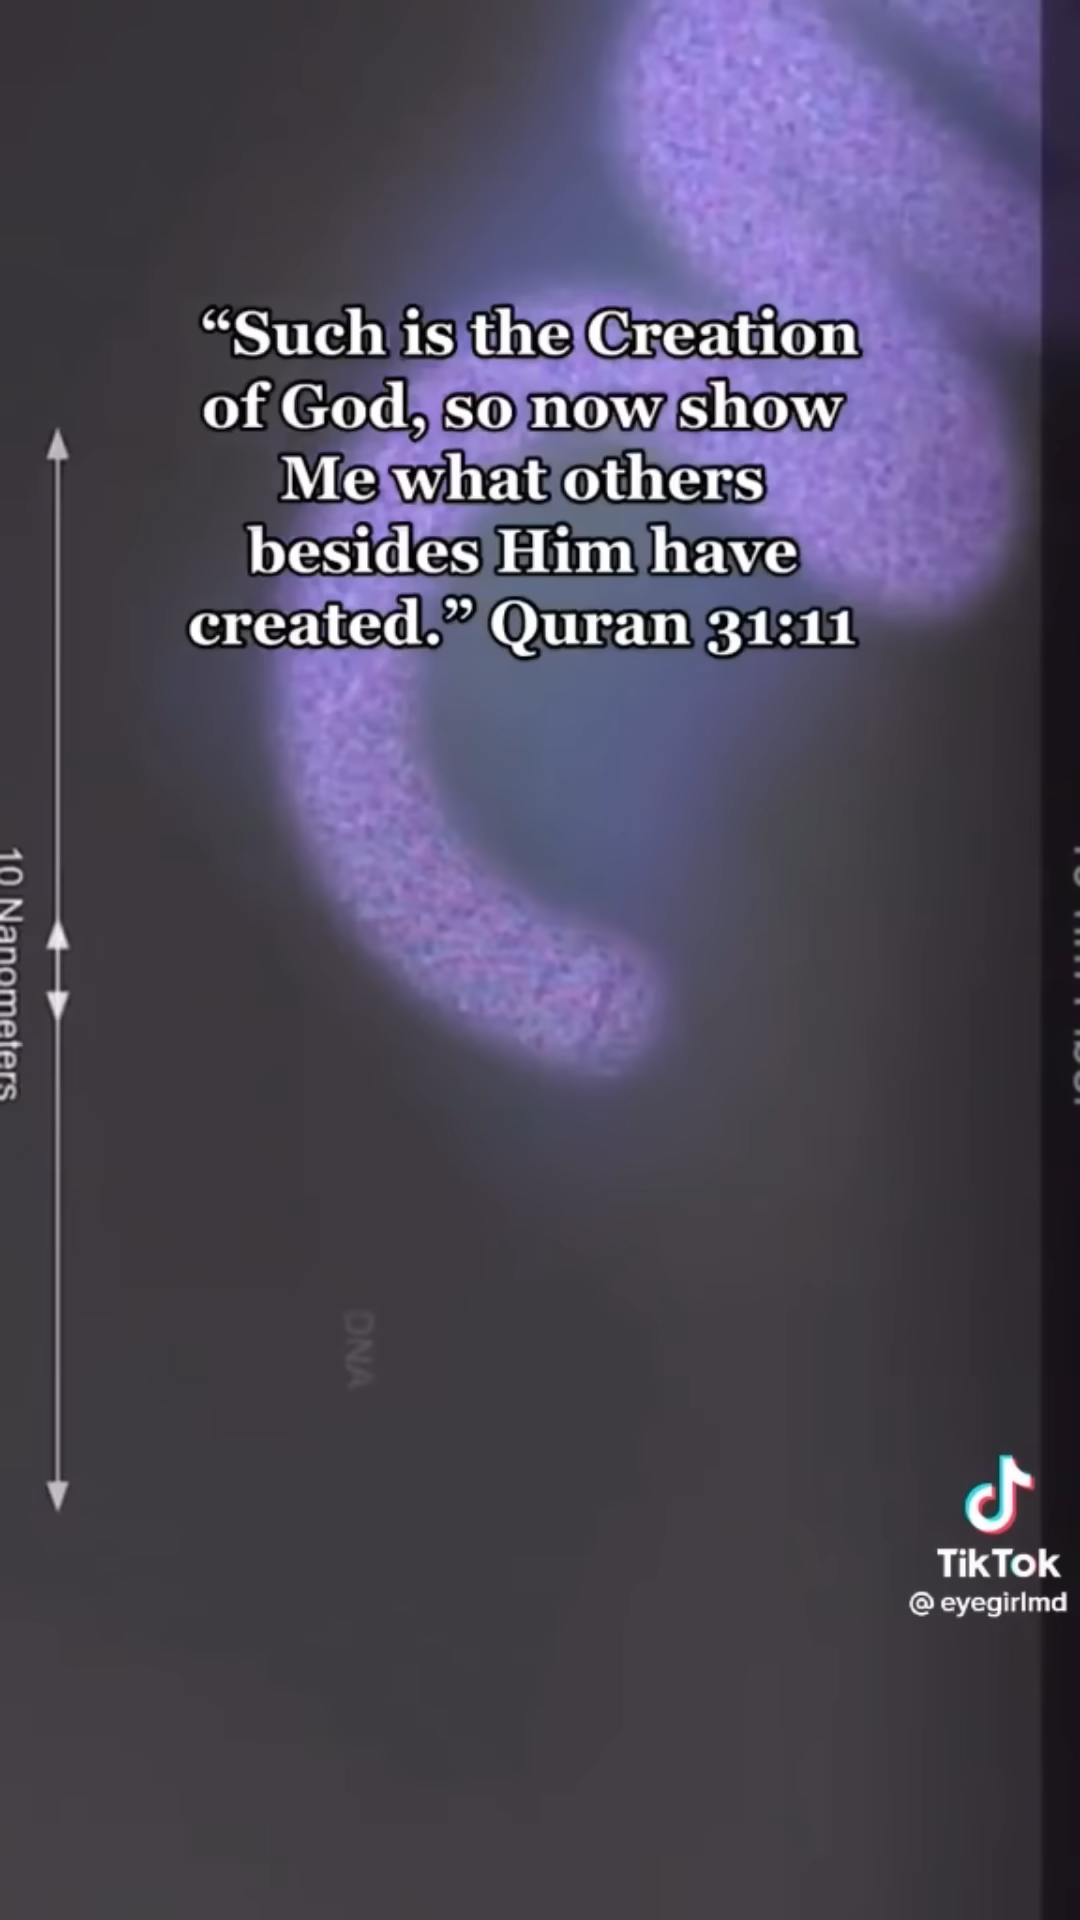 “Such is the Creation
of God, so now show
Me what others
besides Him have
created.” Quran 31:11
10 Nanometers
DNA
TikTok
@eyegirlmd